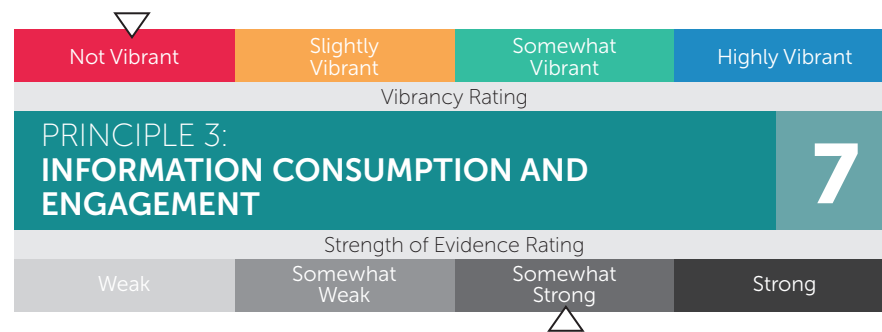 Not Vibrant
Slightly
Vibrant
Somewhat
Vibrant
Highly Vibrant
Vibrancy Rating
PRINCIPLE 3:
INFORMATION CONSUMPTION AND
ENGAGEMENT
7
Strength of Evidence Rating
Weak
Somewhat
Weak
Somewhat
Strong
Strong